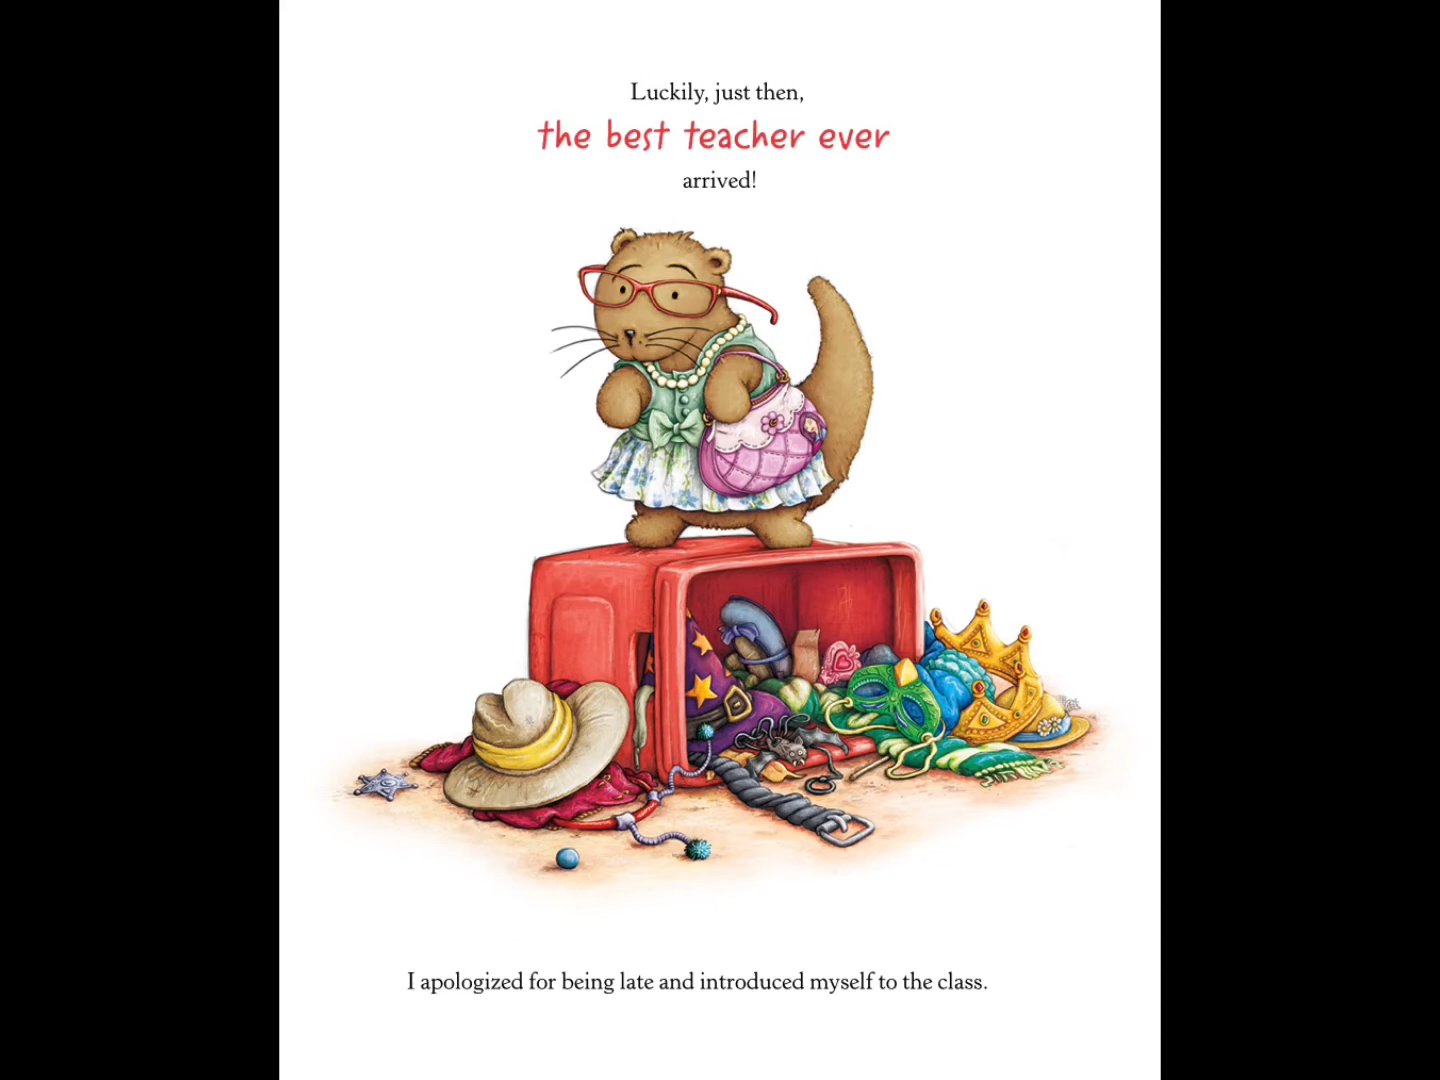 Luckily, just then,
the best teacher ever
arrived!
I apologized for being late and introduced myself to the class.